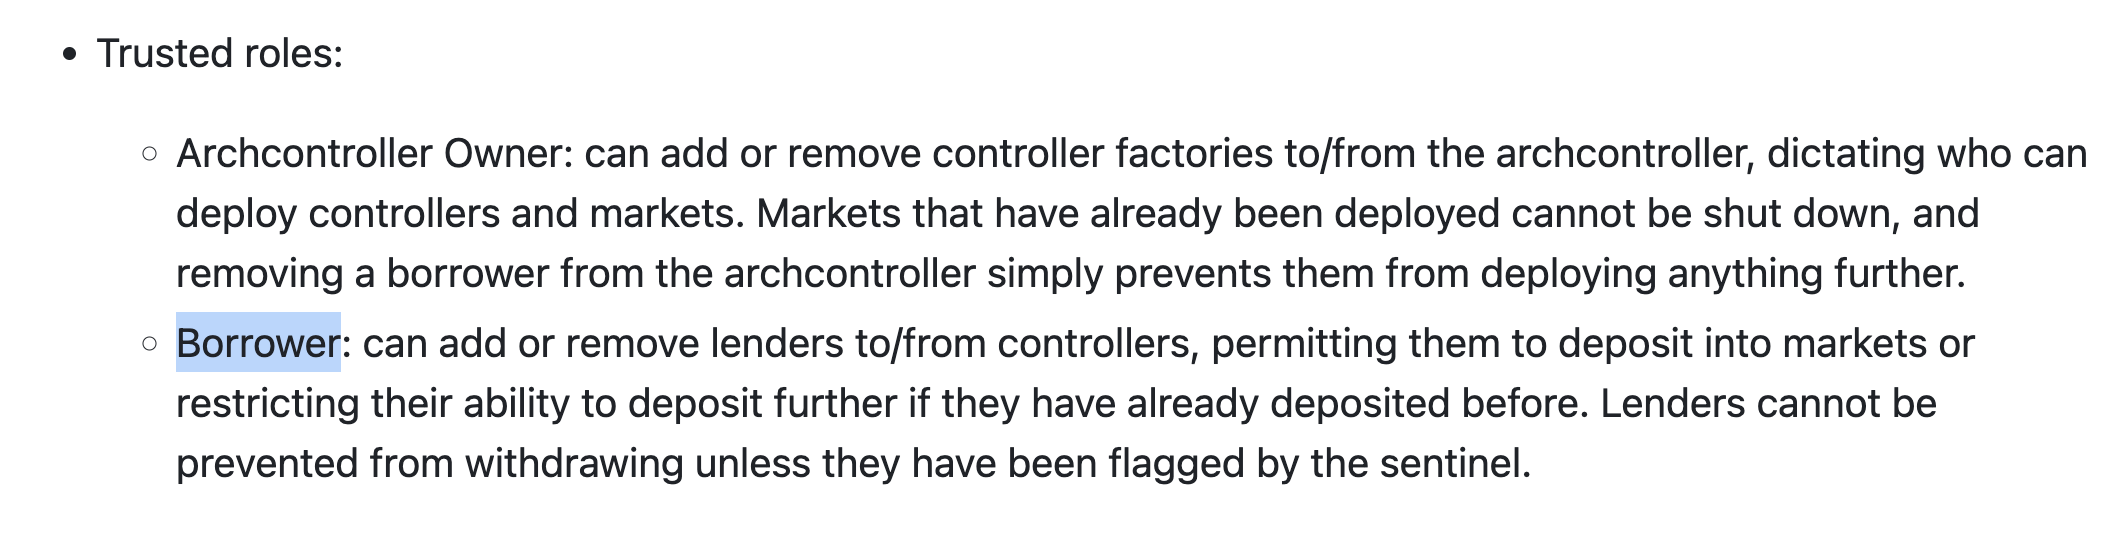 • Trusted roles:
○ Archcontroller Owner: can add or remove controller factories to/from the archcontroller, dictating who can
deploy controllers and markets. Markets that have already been deployed cannot be shut down, and
removing a borrower from the archcontroller simply prevents them from deploying anything further.
○ Borrower: can add or remove lenders to/from controllers, permitting them to deposit into markets or
restricting their ability to deposit further if they have already deposited before. Lenders cannot be
prevented from withdrawing unless they have been flagged by the sentinel.